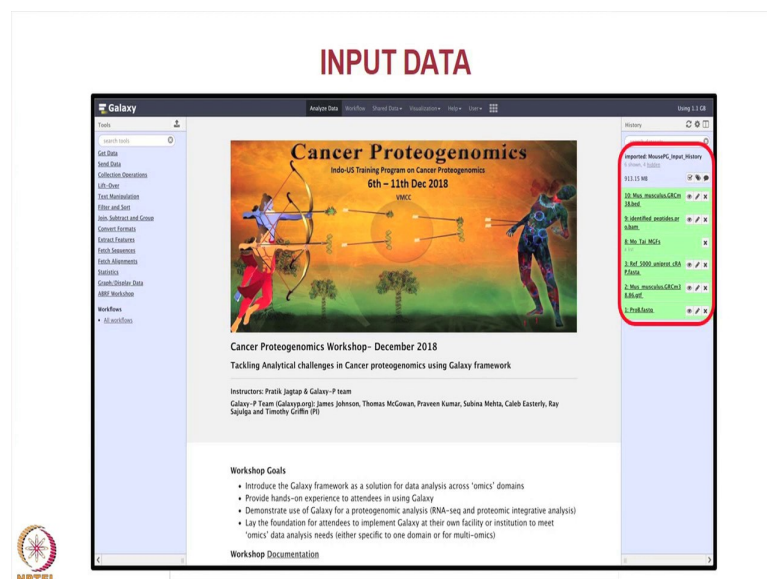 INPUT DATA
Galaxy
Analyze Data Workflow Shared Data Visualization Help User
Using 1.1 GB
Tools
search tools
Get Data
Send Data
Collection Operations
Lift-Over
Text Manipulation
Filter and Sort
Join, Subtract and Group
Convert Formats
Extract Features
Fetch Sequences
Fetch Alignments
Statistics
Graph/Display Data
ABRF Workshop
Workflows
• All workflows
Cancer Proteogenomics
Indo-US Training Program on Cancer Proteogenomics
6th – 11th Dec 2018
VMCC
Cancer Proteogenomics Workshop- December 2018
Tackling Analytical challenges in Cancer proteogenomics using Galaxy framework
Instructors: Pratik Jagtap & Galaxy-P team
Galaxy-P Team (Galaxyp.org): James Johnson, Thomas McGowan, Praveen Kumar, Subina Mehta, Caleb Easterly, Ray
Sajulga and Timothy Griffin (PI)
Workshop Goals
• Introduce the Galaxy framework as a solution for data analysis across 'omics' domains
• Provide hands-on experience to attendees in using Galaxy
• Demonstrate use of Galaxy for a proteogenomic analysis (RNA-seq and proteomic integrative analysis)
• Lay the foundation for attendees to implement Galaxy at their own facility or institution to meet
'omics' data analysis needs (either specific to one domain or for multi-omics)
Workshop Documentation
History
imported: MousePG_Input_History
913.15 MB
10: Mus_musculus.GRCm
38.bed
9: identified_peptides.pr
o.bam
8: Mo_Tai_MGFs
3: Ref_5000_uniprot_cRA
P.fasta
2: Mus_musculus.GRCm3
8.86.gtf
1: ProB.fastq
NPTEL